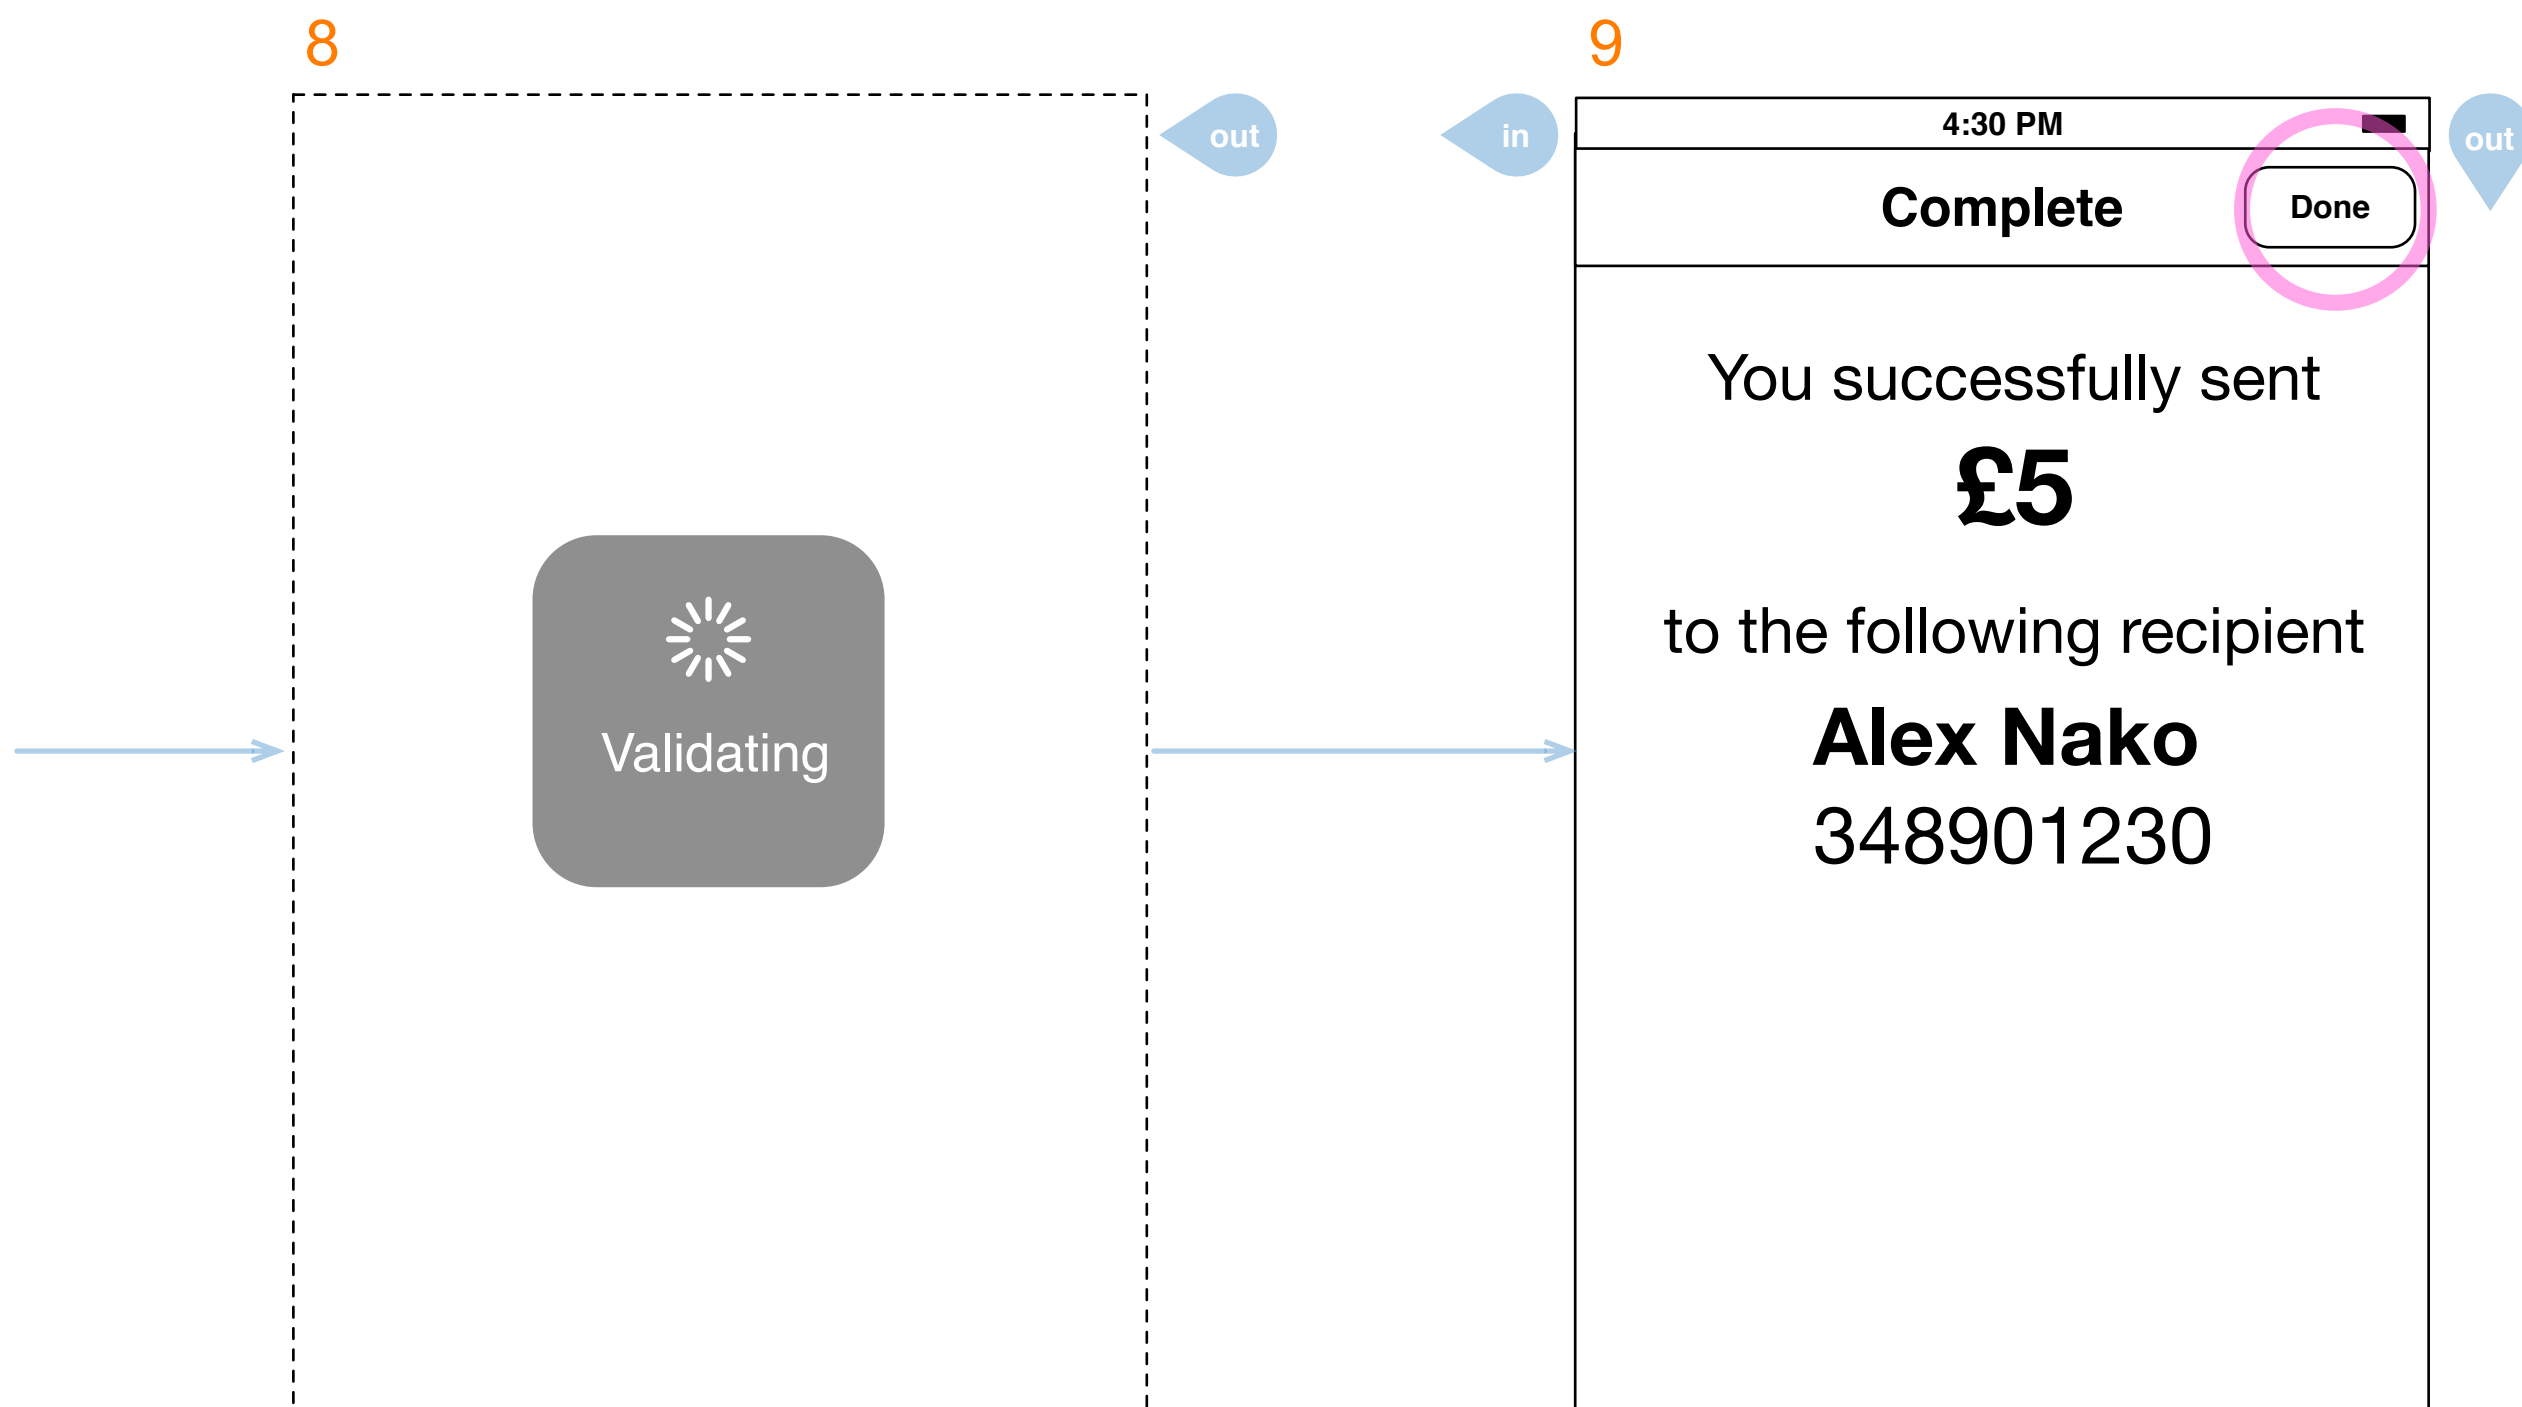 8
out
Validating
in
9
4:30 PM
Complete
Done
out
You successfully sent
£5
to the following recipient
Alex Nako
348901230